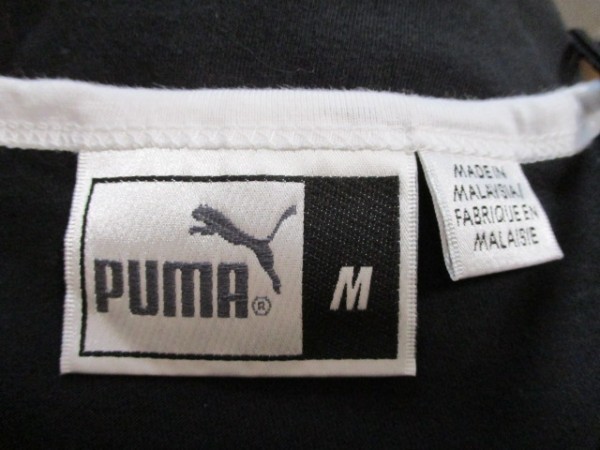 PUMA®
M
MADE IN
MALAYSIA/
FABRIQUE EN
MALAISIE